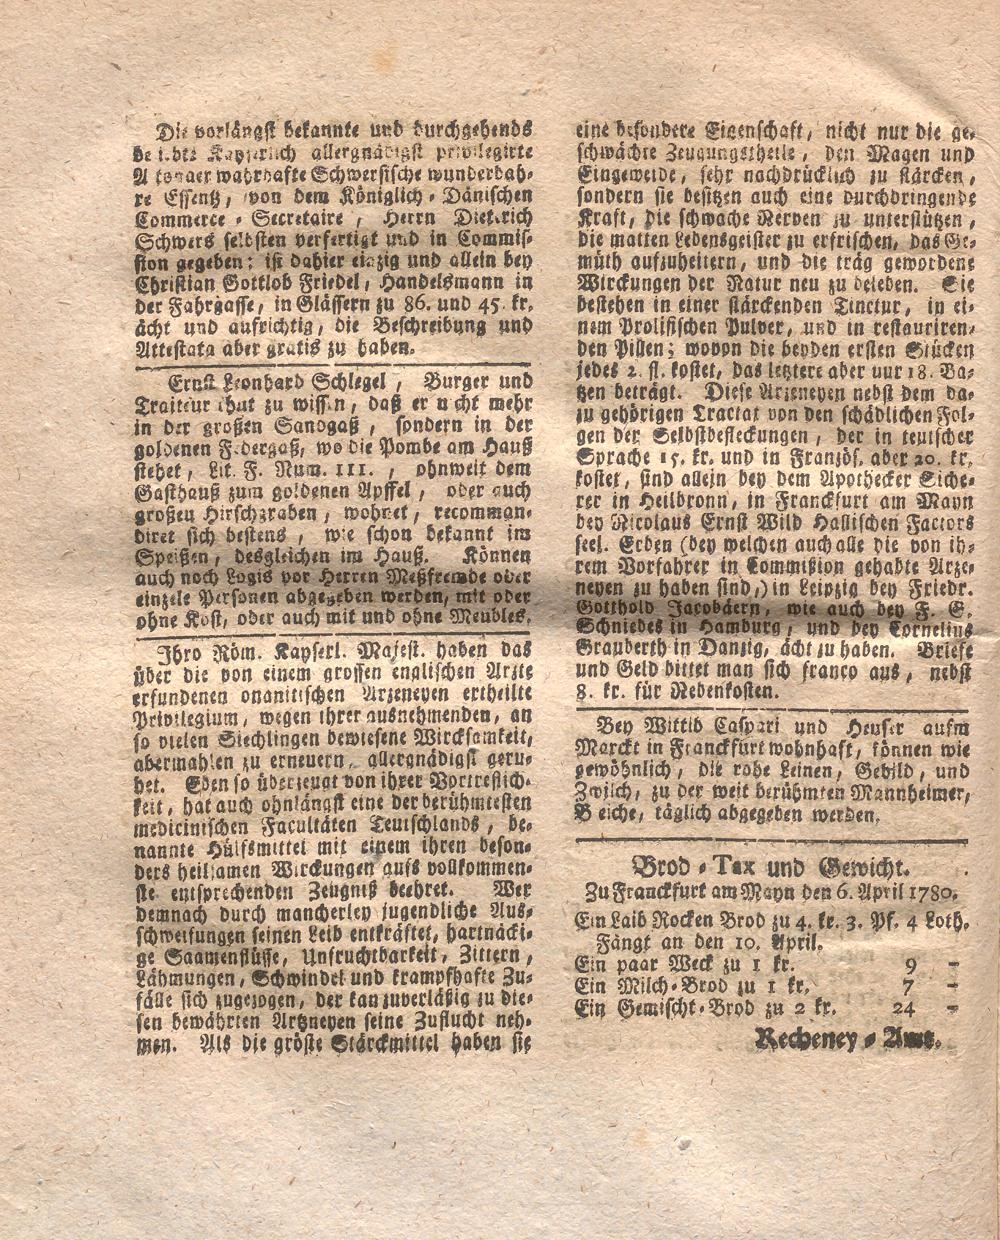 Die vorlängst bekannte und durchgehends
beliebte Kayserlich allergnädigst privilegirte
Altonaer wahrhafte Schwersische wunderbah-
re Essentz, von dem Königlich-Dänischen
Commerce-Secretaire, Herrn Dieterich
Schwers selbsten verfertigt und in Commis-
sion gegeben; ist dahier einzig und allein bey
Christian Gottlob Friedel, Handelsmann in
der Fahrgasse, in Glässern zu 86. und 45. kr.
ächt und aufrichtig, die Beschreibung und
Attestata aber gratis zu haben.
Ernst Leonhard Schlegel, Burger und
Traiteur thut zu wissen, daß er nicht mehr
in der großen Sandgaß, sondern in der
goldenen Federgaß, wo die Pombe am Hauß
stehet, Lit. F. Num. 111., ohnweit dem
Gasthauß zum goldenen Apffel, oder auch
großen Hirschgraben, wohnet, recomman-
diret sich bestens, wie schon bekannt im
Speißen, desgleichen im Hauß. Können
auch noch Logis vor Herren Meßfremde oder
einzele Personen abgegeben werden, mit oder
ohne Kost, oder auch mit und ohne Meubles.
Ihro Röm. Kayserl. Majest. haben das
über die von einem grossen englischen Arzte
erfundenen onanitischen Arzeneyen ertheilte
Privilegium, wegen ihrer ausnehmenden, an
so vielen Siechlingen bewiesene Wircksamkeit,
abermahlen zu erneuern, allergnädigst geru-
het. Eben so überzeugt von ihrer Vortreflich-
keit, hat auch ohnlängst eine der berühmtesten
medicinischen Facultäten Teutschlands, be-
nannte Hülfsmittel mit einem ihren beson-
ders heilsamen Wirckungen aufs vollkommen-
ste entsprechenden Zeugniß beehret. Wer
demnach durch mancherley jugendliche Aus-
schweifungen seinen Leib entkräftet, hartnäcki-
ge Saamenflüsse, Unfruchtbarkeit, Zittern,
Lähmungen, Schwindel und krampfhafte Zu-
fälle sich zugezogen, der kan zuverläßig zu die-
sen bewährten Artzneyen seine Zuflucht neh-
men. Als die gröste Stärckmittel haben sie
eine besondere Eigenschaft, nicht nur die ge-
schwächte Zeugungstheile, den Magen und
Eingeweide, sehr nachdrücklich zu stärcken,
sondern sie besitzen auch eine durchdringende
Kraft, die schwache Nerven zu unterstützen,
die matten Lebensgeister zu erfrischen, das Ge-
müth aufzuheitern, und die träg gewordene
Wirckungen der Natur neu zu beleben. Sie
bestehen in einer stärckenden Tinctur, in ei-
nem Prolifischen Pulver, und in restauriren-
den Pillen; wovon die beyden ersten Stücken
jedes 2. fl. kostet, das letztere aber nur 18. Ba-
tzen beträgt. Diese Arzeneyen nebst dem da-
zu gehörigen Tractat von den schädlichen Fol-
gen der Selbstbefleckungen, der in teutscher
Sprache 15. kr. und in Französ. aber 20. kr.
kostet, sind allein bey dem Apothecker Siche-
rer in Heilbronn, in Franckfurt am Mayn
bey Nicolaus Ernst Wild Hallischen Factors
seel. Erben (bey welchen auch alle die von ih-
rem Vorfahrer in Commißion gehabte Arze-
neyen zu haben sind,) in Leipzig bey Friedr.
Gotthold Jacobäern, wie auch bey F. E.
Schniebes in Hamburg, und bey Cornelius
Grauberth in Danzig, ächt zu haben. Briefe
und Geld bittet man sich franco aus, nebst
8. kr. für Nebenkosten.
Bey Wittib Caspari und Heuser aufm
Marckt in Franckfurt wohnhaft, können wie
gewöhnlich, die rohe Leinen, Gebild, und
Zwilch, zu der weit berühmten Mannheimer,
Bleiche, täglich abgegeben werden.
Brod-Tax und Gewicht.
Zu Franckfurt am Mayn den 6. April 1780.
Ein Laib Rocken Brod zu 4. kr. 3. Pf. 4 Loth.
Fängt an den 10. April.
Ein paar Weck zu 1 kr. 9 -
Ein Milch-Brod zu 1 kr. 7 -
Ein Gemischt-Brod zu 2 kr. 24 -
Recheney-Amt.